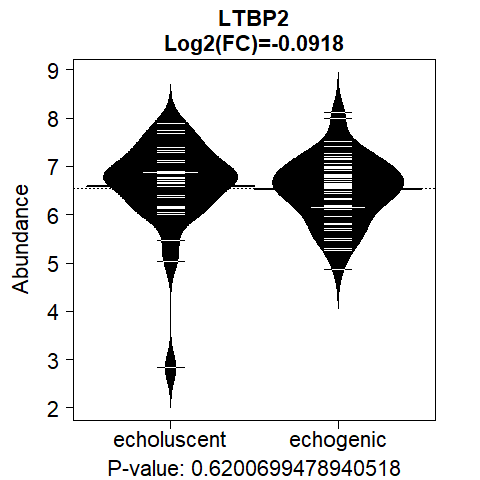 LTBP2
Log2(FC)=-0.0918
9
8
7
6
5
4
3
2
Abundance
echoluscent echogenic
P-value: 0.6200699478940518